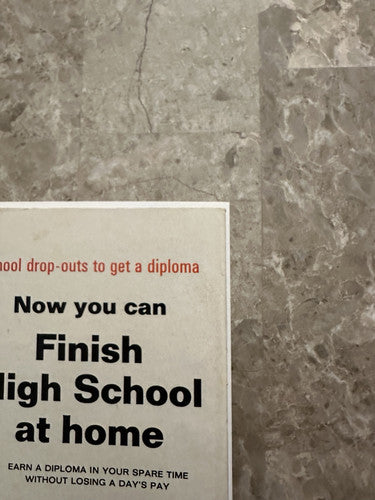 hool drop-outs to get a diploma
Now you can
Finish
High School
at home
EARN A DIPLOMA IN YOUR SPARE TIME
WITHOUT LOSING A DAY'S PAY